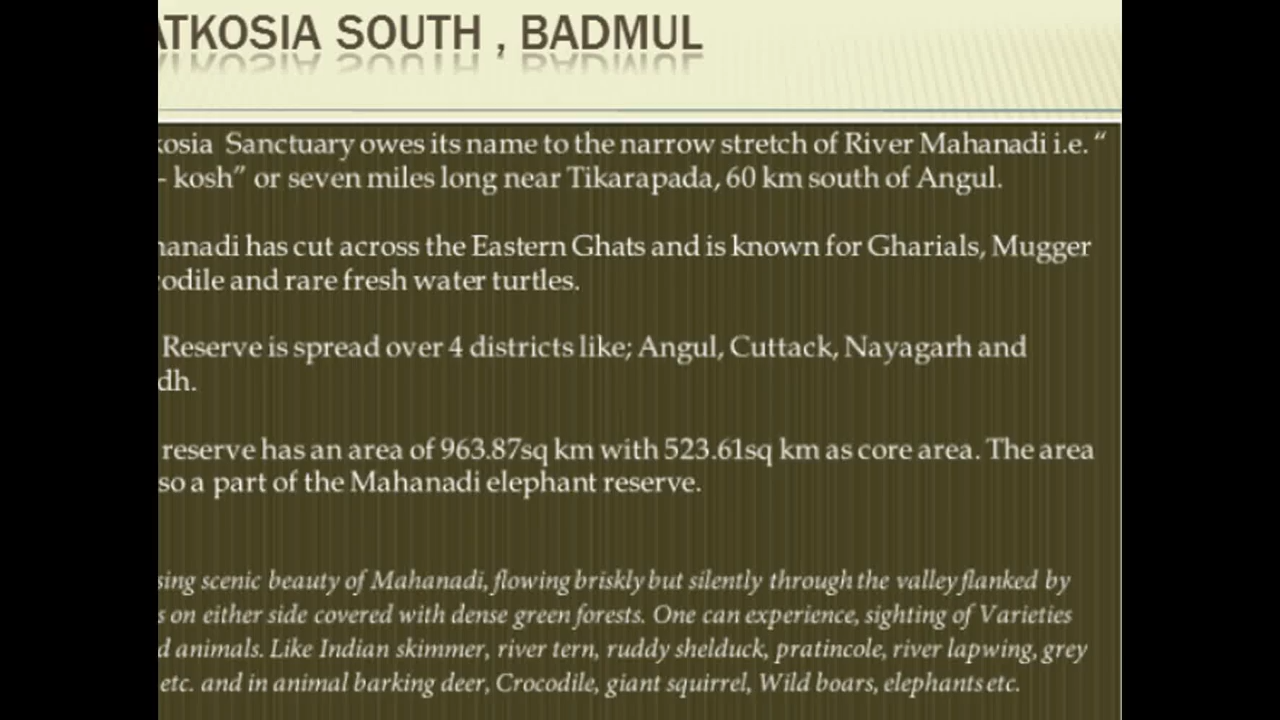 ATKOSIA SOUTH , BADMUL
kosia Sanctuary owes its name to the narrow stretch of River Mahanadi i.e. “
- kosh” or seven miles long near Tikarapada, 60 km south of Angul.
hanadi has cut across the Eastern Ghats and is known for Gharials, Mugger
codile and rare fresh water turtles.
Reserve is spread over 4 districts like; Angul, Cuttack, Nayagarh and
dh.
reserve has an area of 963.87sq km with 523.61sq km as core area. The area
so a part of the Mahanadi elephant reserve.
sing scenic beauty of Mahanadi, flowing briskly but silently through the valley flanked by
s on either side covered with dense green forests. One can experience, sighting of Varieties
d animals. Like Indian skimmer, river tern, ruddy shelduck, pratincole, river lapwing, grey
etc. and in animal barking deer, Crocodile, giant squirrel, Wild boars, elephants etc.